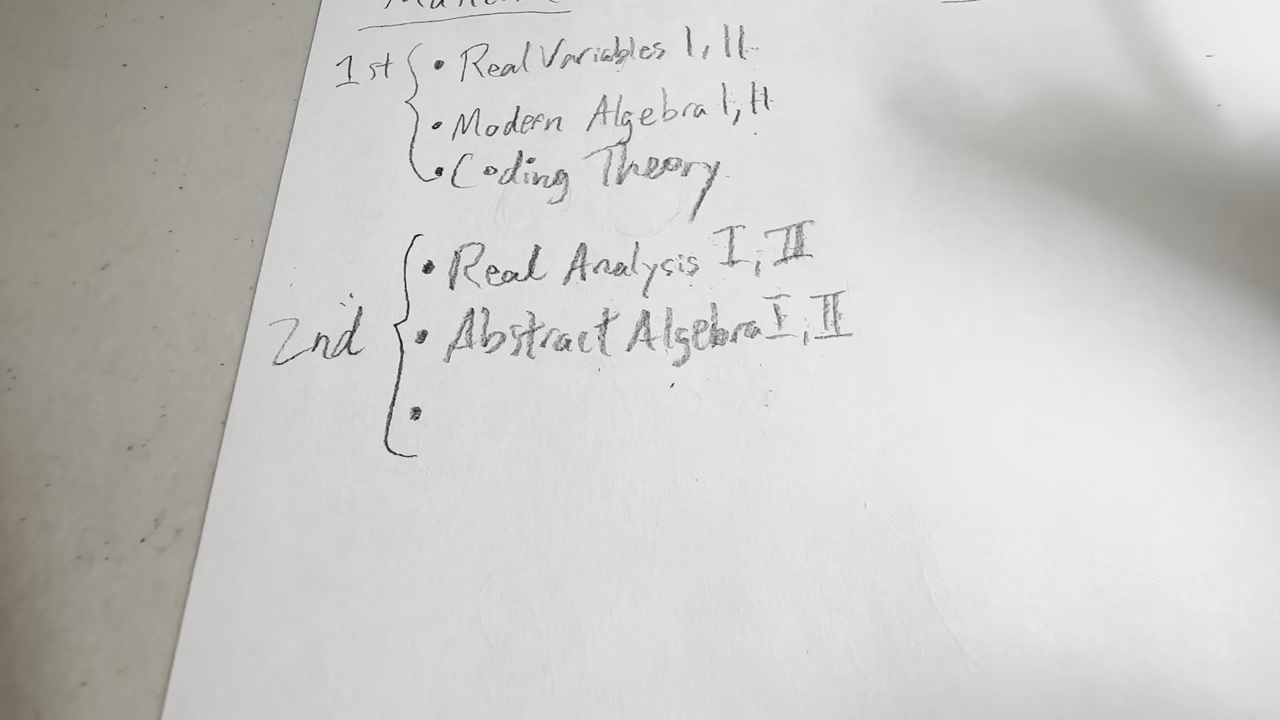 1st { • Real Variables I, II
• Modern Algebra I, II
• Coding Theory
2nd { • Real Analysis I, II
• Abstract Algebra I, II
•